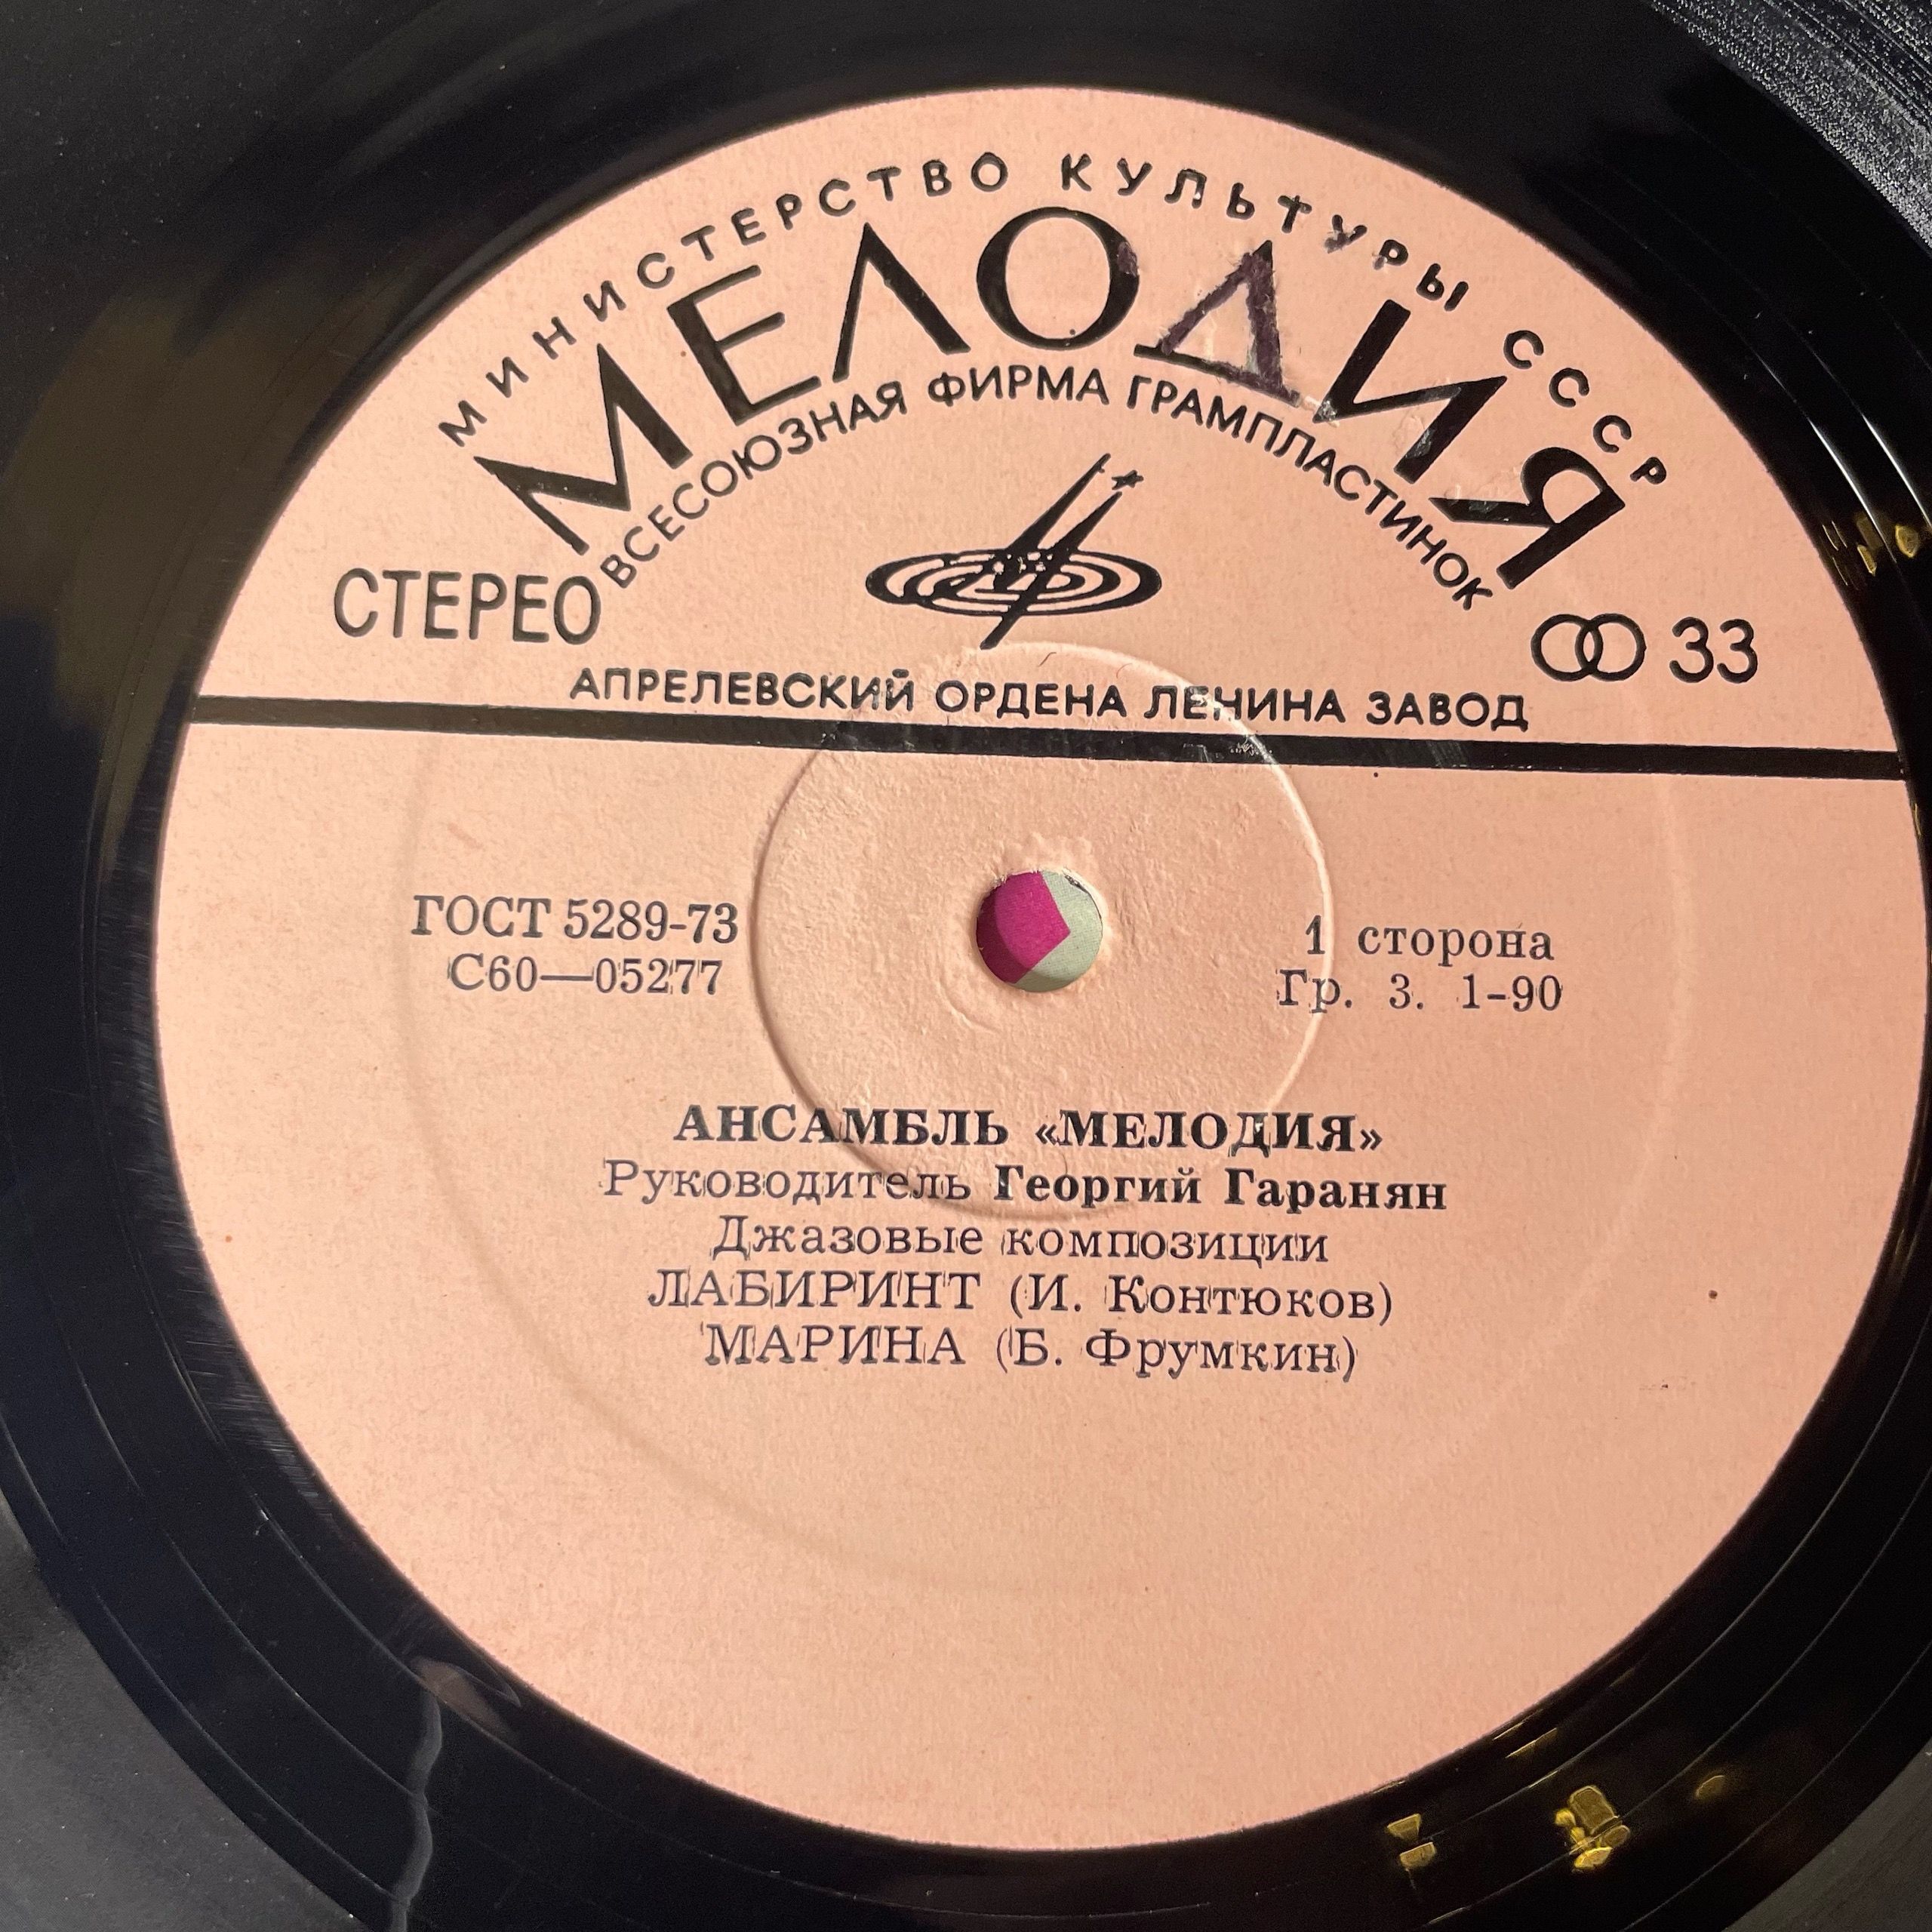 МИНИСТЕРСТВО КУЛЬТУРЫ СССР
МЕЛОДИЯ
ВСЕСОЮЗНАЯ ФИРМА ГРАМПЛАСТИНОК
СТЕРЕО
33
АПРЕЛЕВСКИЙ ОРДЕНА ЛЕНИНА ЗАВОД
ГОСТ 5289-73
С60—05277
1 сторона
Гр. 3. 1-90
АНСАМБЛЬ «МЕЛОДИЯ»
Руководитель Георгий Гаранян
Джазовые композиции
ЛАБИРИНТ (И. Контюков)
МАРИНА (Б. Фрумкин)